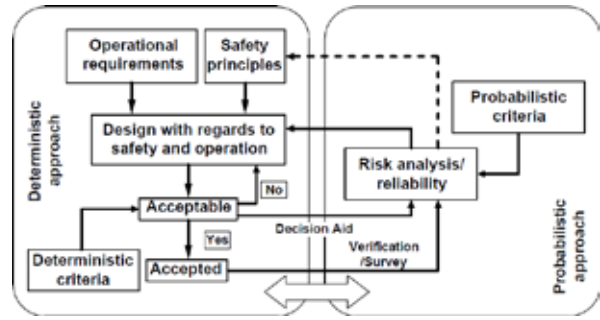 Operational
requirements
Safety
principles
Design with regards to
safety and operation
Deterministic
approach
No
Acceptable
Yes
Deterministic
criteria
Accepted
Decision Aid
Verification
/Survey
Risk analysis/
reliability
Probabilistic
criteria
Probabilistic
approach